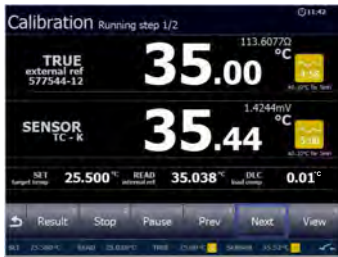 11:42
Calibration Running step 1/2
113.6077Ω
TRUE
external ref
577544-12
35.00 °C
4:56
1.4244mV
SENSOR
TC - K
35.44 °C
5:00
SET
target temp
25.500 °C
READ
internal ref
35.038 °C
DLC
load comp
0.01 °C
Result Stop Pause Prev Next View